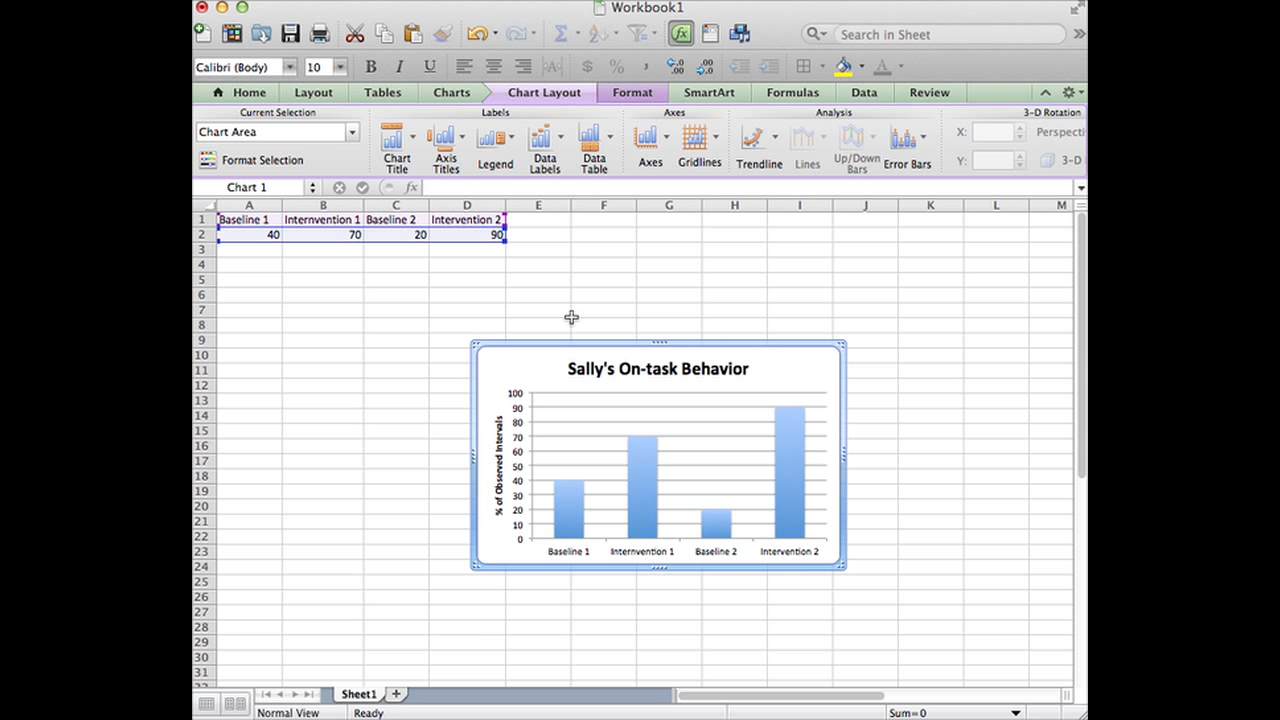 Workbook1
Search in Sheet
Calibri (Body) 10 B I U ABC $ % , .0 .00 .00 .0 A
Home Layout Tables Charts Chart Layout Format SmartArt Formulas Data Review
Current Selection Labels Axes Analysis 3-D Rotation
Chart Area X: Perspecti
Format Selection Chart Title Axis Titles Legend Data Labels Data Table Axes Gridlines Trendline Lines Up/Down Bars Error Bars Y: 3-D
Chart 1 fx
A B C D E F G H I J K L M
1 Baseline 1 Internvention 1 Baseline 2 Intervention 2
2 40 70 20 90
3
4
5
6
7
8
9
10
11
12
13
14
15
16
17
18
19
20
21
22
23
24
25
26
27
28
29
30
31
Sally's On-task Behavior
% of Observed Intervals
100
90
80
70
60
50
40
30
20
10
0
Baseline 1 Internvention 1 Baseline 2 Intervention 2
Sheet1
Normal View Ready Sum=0